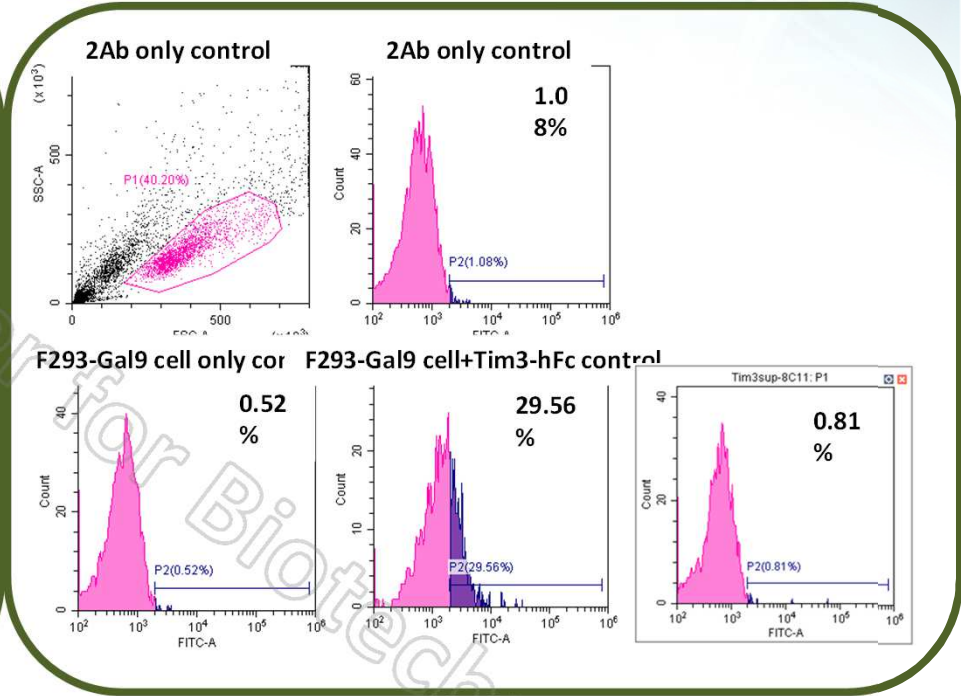 2Ab only control
2Ab only control
(x 10³)
SSC-A
500
0
P1(40.20%)
0
500
Count
60
40
20
0
1.0
8%
P2(1.08%)
10² 10³ 10⁴ 10⁵ 10⁶
FITC-A
F293-Gal9 cell only cor
F293-Gal9 cell+Tim3-hFc control
Count
40
20
0
0.52
%
P2(0.52%)
10² 10³ 10⁴ 10⁵ 10⁶
FITC-A
Count
20
10
0
29.56
%
P2(29.56%)
10² 10³ 10⁴ 10⁵ 10⁶
FITC-A
Tim3sup-8C11: P1
Count
40
20
0
0.81
%
P2(0.81%)
10² 10³ 10⁴ 10⁵ 10⁶
FITC-A
for Biotech